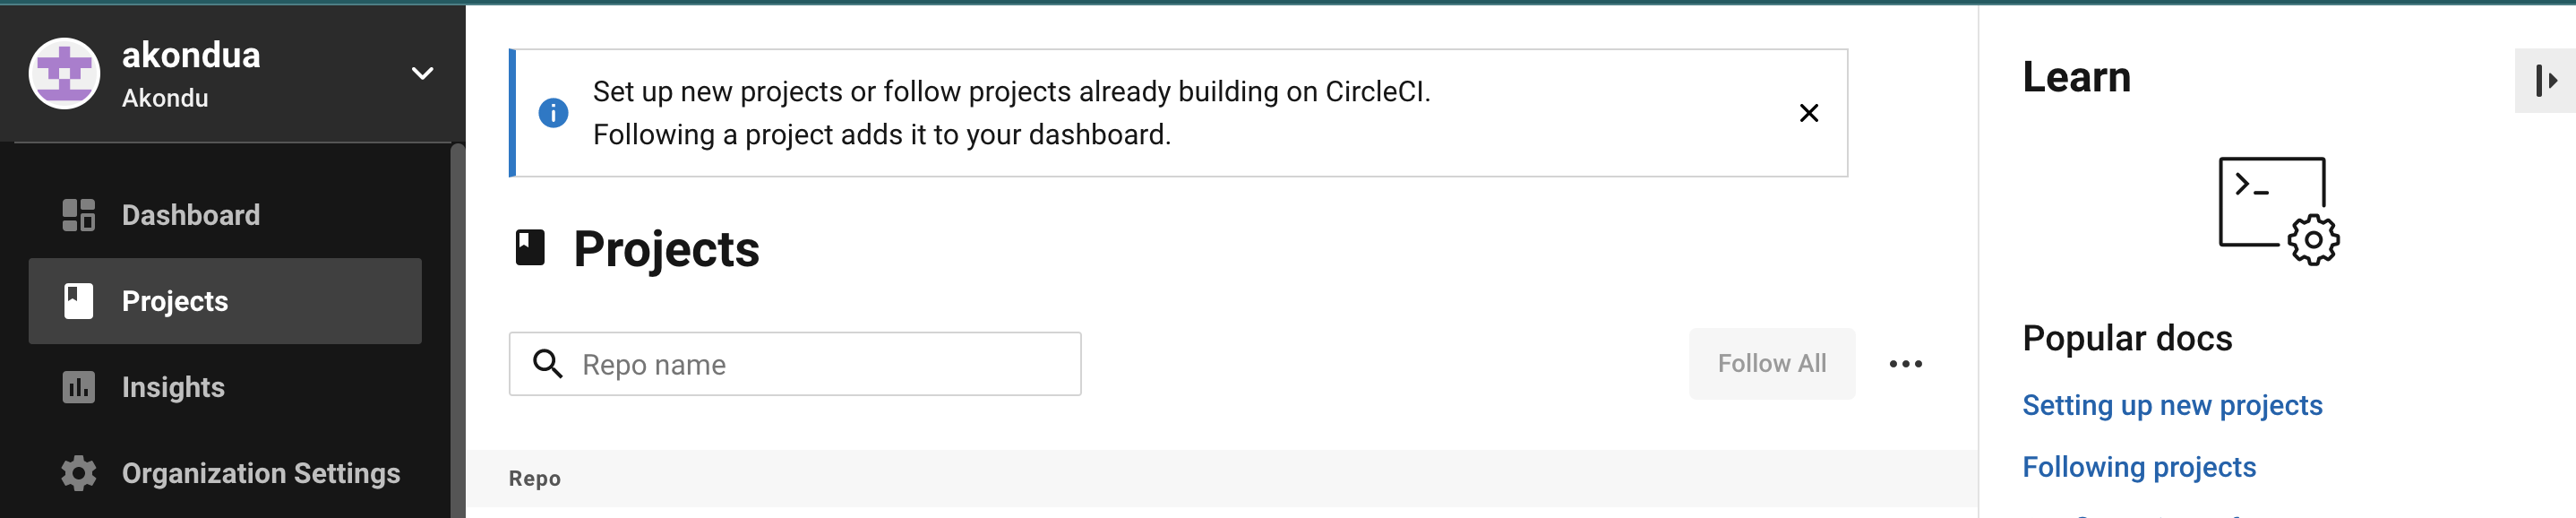 akondua
Akondu
Dashboard
Projects
Insights
Organization Settings
Set up new projects or follow projects already building on CircleCI.
Following a project adds it to your dashboard.
Projects
Repo name
Follow All
Repo
Learn
Popular docs
Setting up new projects
Following projects